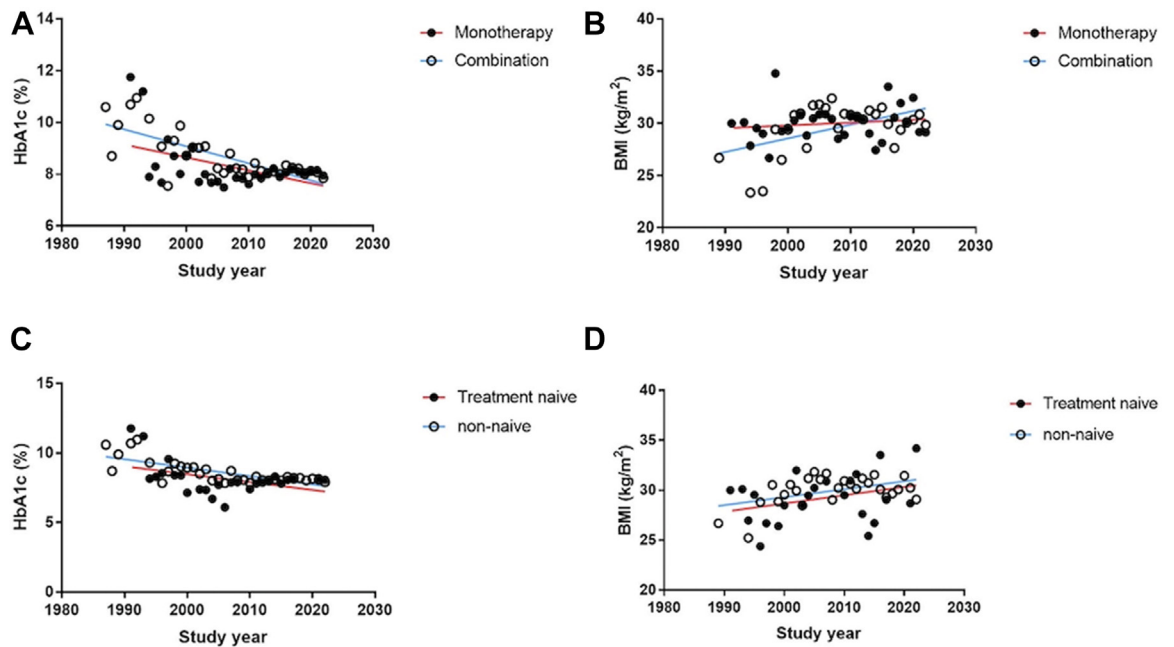 A
HbA1c (%)
14
12
10
8
6
1980 1990 2000 2010 2020 2030
Study year
Monotherapy
Combination
B
BMI (kg/m²)
40
35
30
25
20
1980 1990 2000 2010 2020 2030
Study year
Monotherapy
Combination
C
HbA1c (%)
15
10
5
0
1980 1990 2000 2010 2020 2030
Study year
Treatment naive
non-naive
D
BMI (kg/m²)
40
35
30
25
20
1980 1990 2000 2010 2020 2030
Study year
Treatment naive
non-naive